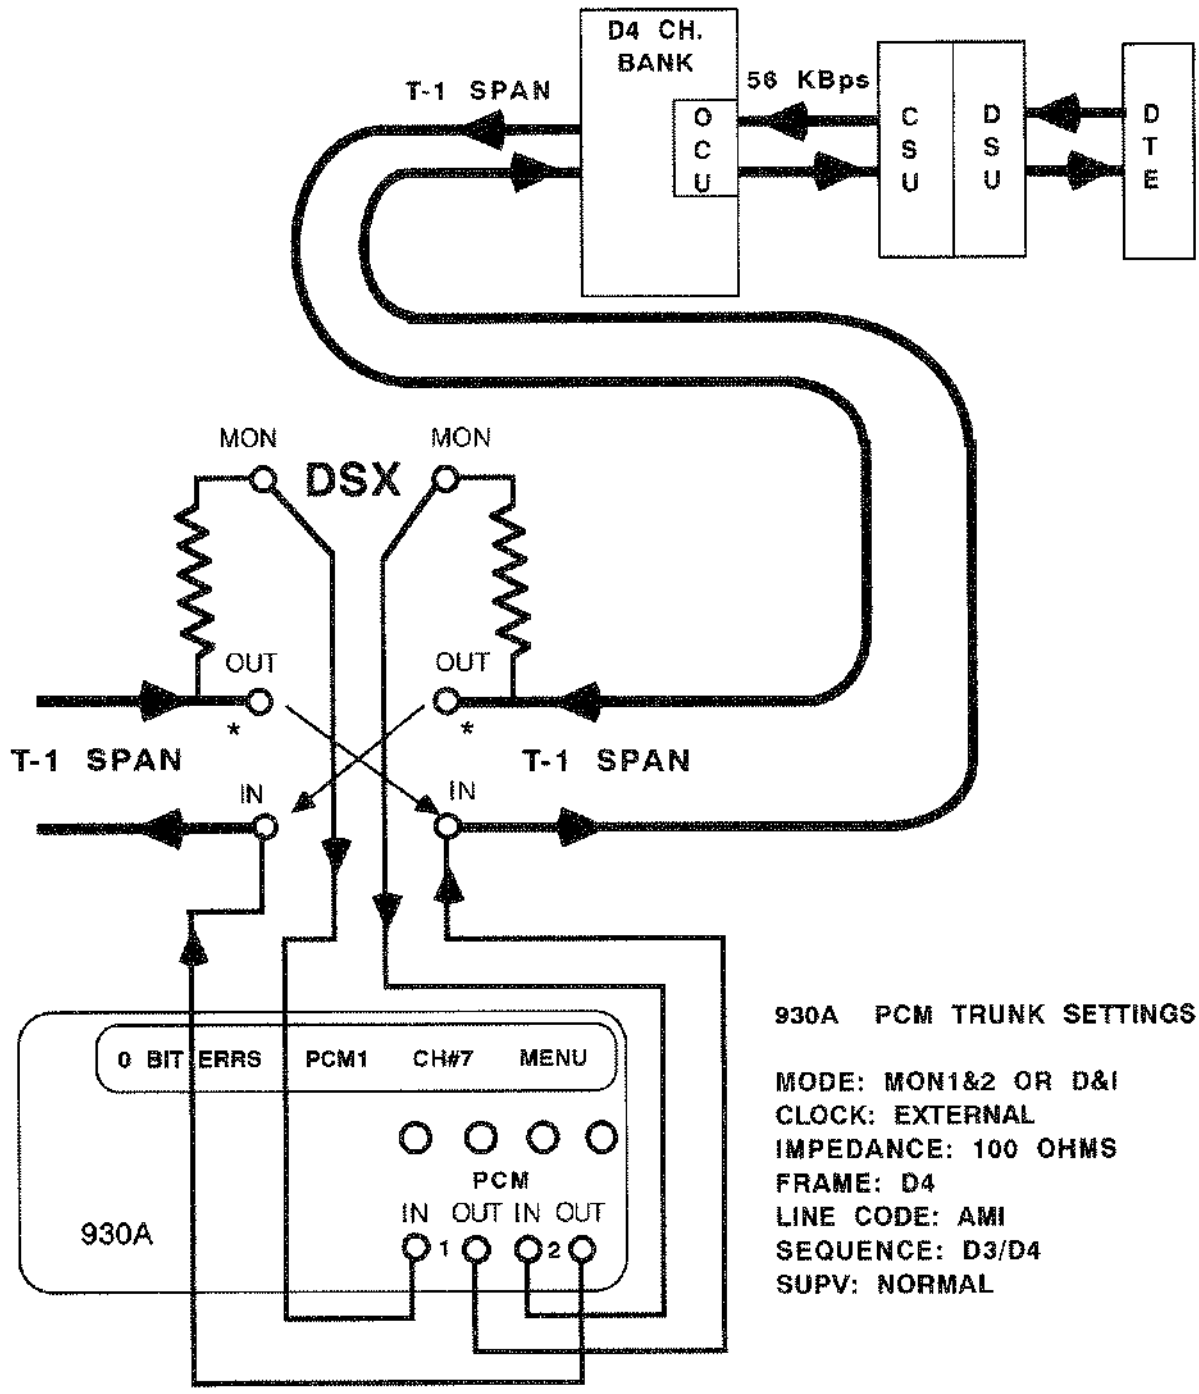 D4 CH.
BANK
T-1 SPAN
56 KBps
O
C
U
C
S
U
D
S
U
D
T
E
MON
MON
DSX
OUT
OUT
*
*
T-1 SPAN
T-1 SPAN
IN
IN
0 BIT ERRS PCM1 CH#7 MENU
PCM
IN OUT IN OUT
1
2
930A
930A PCM TRUNK SETTINGS
MODE: MON1&2 OR D&I
CLOCK: EXTERNAL
IMPEDANCE: 100 OHMS
FRAME: D4
LINE CODE: AMI
SEQUENCE: D3/D4
SUPV: NORMAL